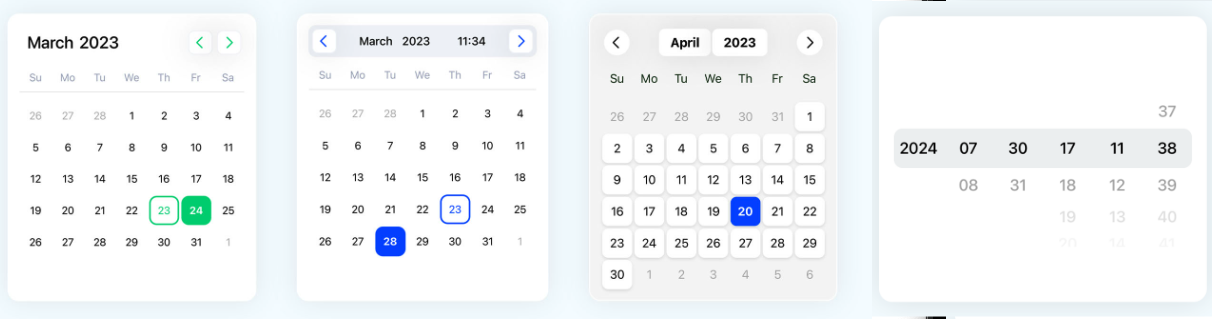 March 2023
Su Mo Tu We Th Fr Sa
26 27 28 1 2 3 4
5 6 7 8 9 10 11
12 13 14 15 16 17 18
19 20 21 22 23 24 25
26 27 28 29 30 31 1
March 2023 11:34
Su Mo Tu We Th Fr Sa
26 27 28 1 2 3 4
5 6 7 8 9 10 11
12 13 14 15 16 17 18
19 20 21 22 23 24 25
26 27 28 29 30 31 1
April 2023
Su Mo Tu We Th Fr Sa
26 27 28 29 30 31 1
2 3 4 5 6 7 8
9 10 11 12 13 14 15
16 17 18 19 20 21 22
23 24 25 26 27 28 29
30 1 2 3 4 5 6
37
2024 07 30 17 11 38
08 31 18 12 39
19 13 40
20 14 41